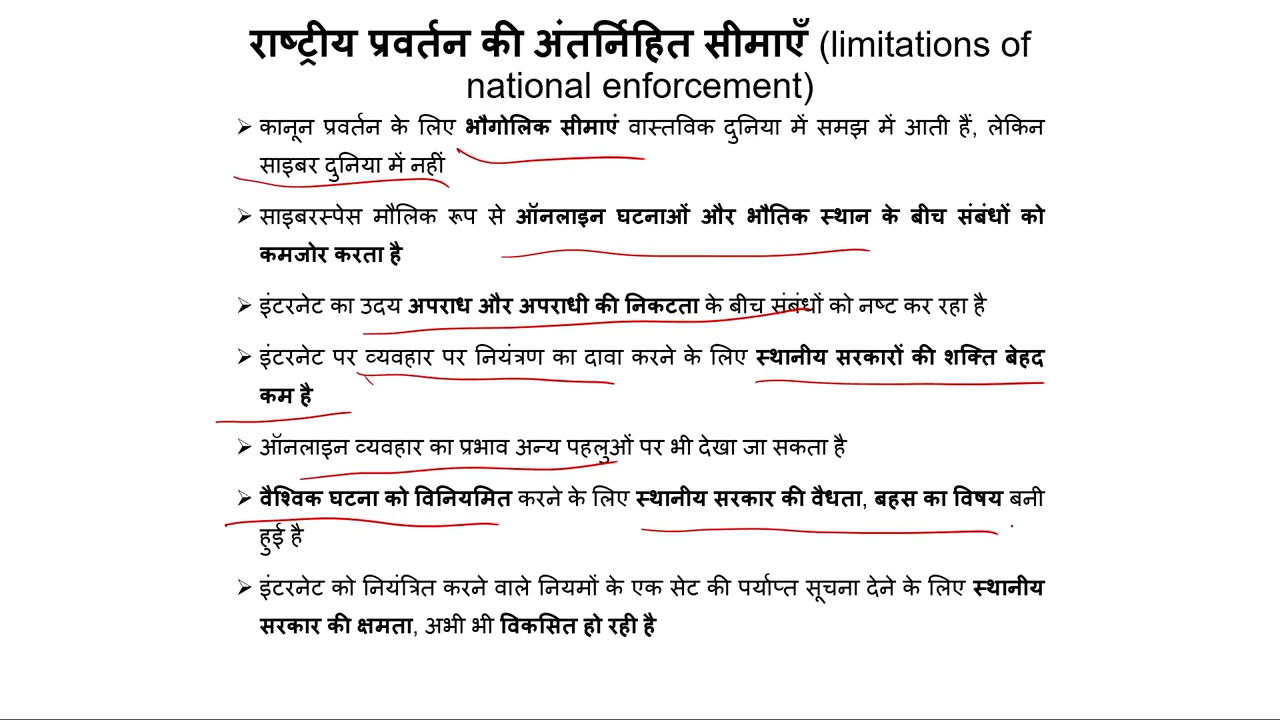 राष्ट्रीय प्रवर्तन की अंतर्निहित सीमाएँ (limitations of
national enforcement)
➢ कानून प्रवर्तन के लिए भौगोलिक सीमाएं वास्तविक दुनिया में समझ में आती हैं, लेकिन
साइबर दुनिया में नहीं
➢ साइबरस्पेस मौलिक रूप से ऑनलाइन घटनाओं और भौतिक स्थान के बीच संबंधों को
कमजोर करता है
➢ इंटरनेट का उदय अपराध और अपराधी की निकटता के बीच संबंधों को नष्ट कर रहा है
➢ इंटरनेट पर व्यवहार पर नियंत्रण का दावा करने के लिए स्थानीय सरकारों की शक्ति बेहद
कम है
➢ ऑनलाइन व्यवहार का प्रभाव अन्य पहलुओं पर भी देखा जा सकता है
➢ वैश्विक घटना को विनियमित करने के लिए स्थानीय सरकार की वैधता, बहस का विषय बनी
हुई है
➢ इंटरनेट को नियंत्रित करने वाले नियमों के एक सेट की पर्याप्त सूचना देने के लिए स्थानीय
सरकार की क्षमता, अभी भी विकसित हो रही है